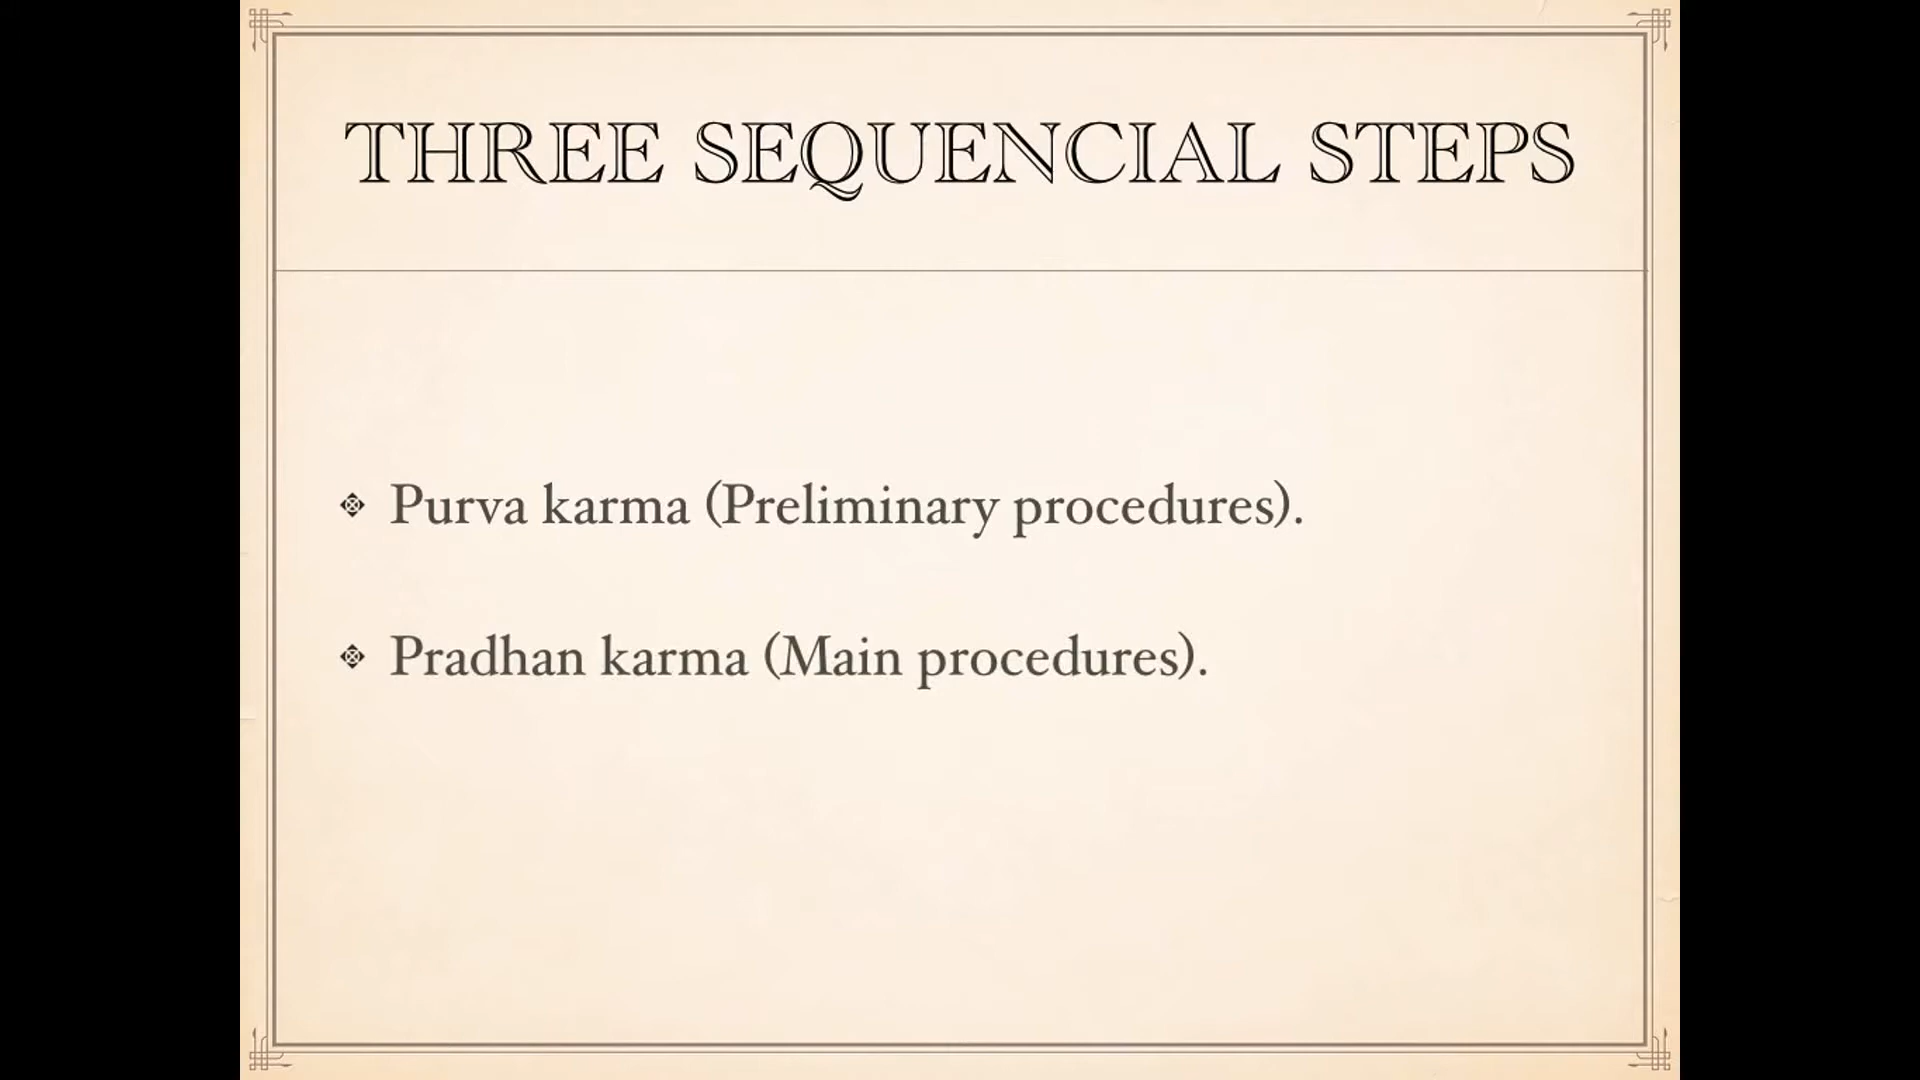 THREE SEQUENCIAL STEPS
Purva karma (Preliminary procedures).
Pradhan karma (Main procedures).